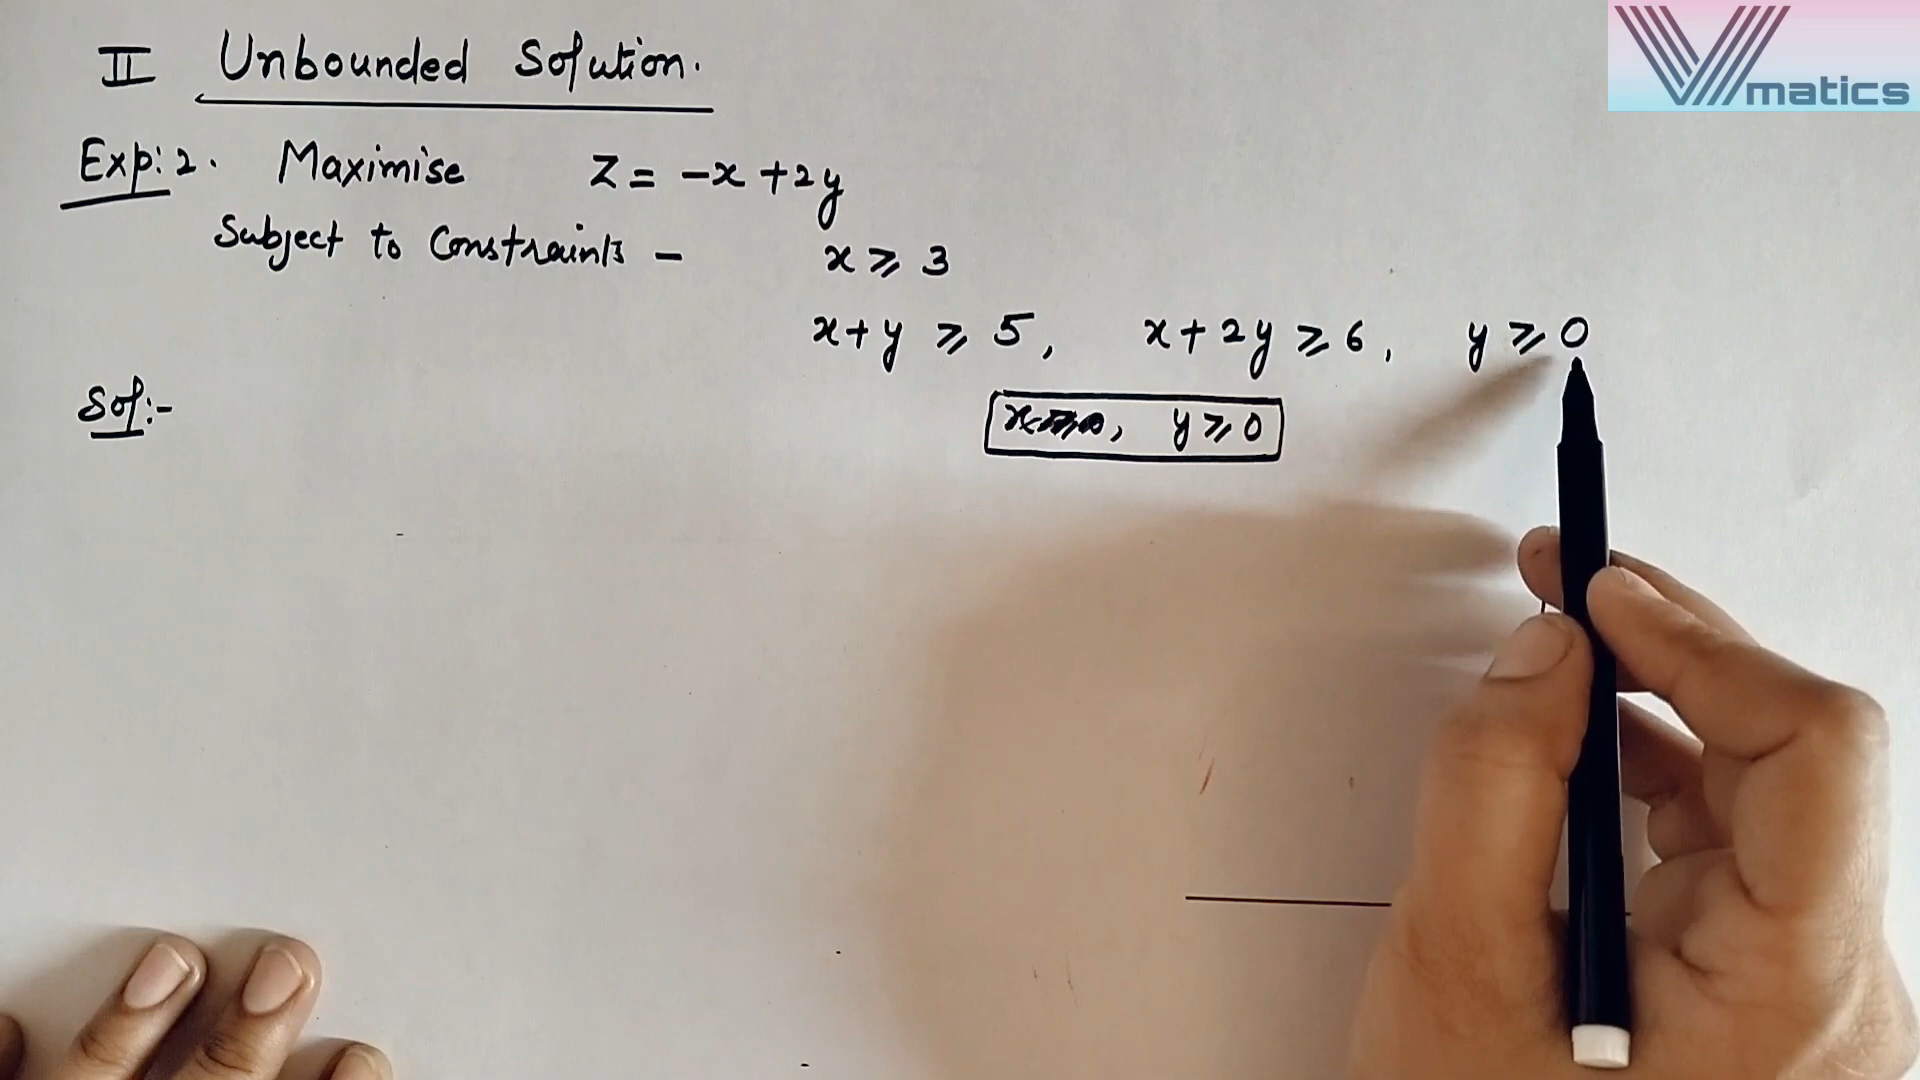 II Unbounded Solution.
Vmatics
Exp:2. Maximise Z = -x + 2y
Subject to Constraints - x ⩾ 3
x + y ⩾ 5, x + 2y ⩾ 6, y ⩾ 0
Sol:-
y ⩾ 0